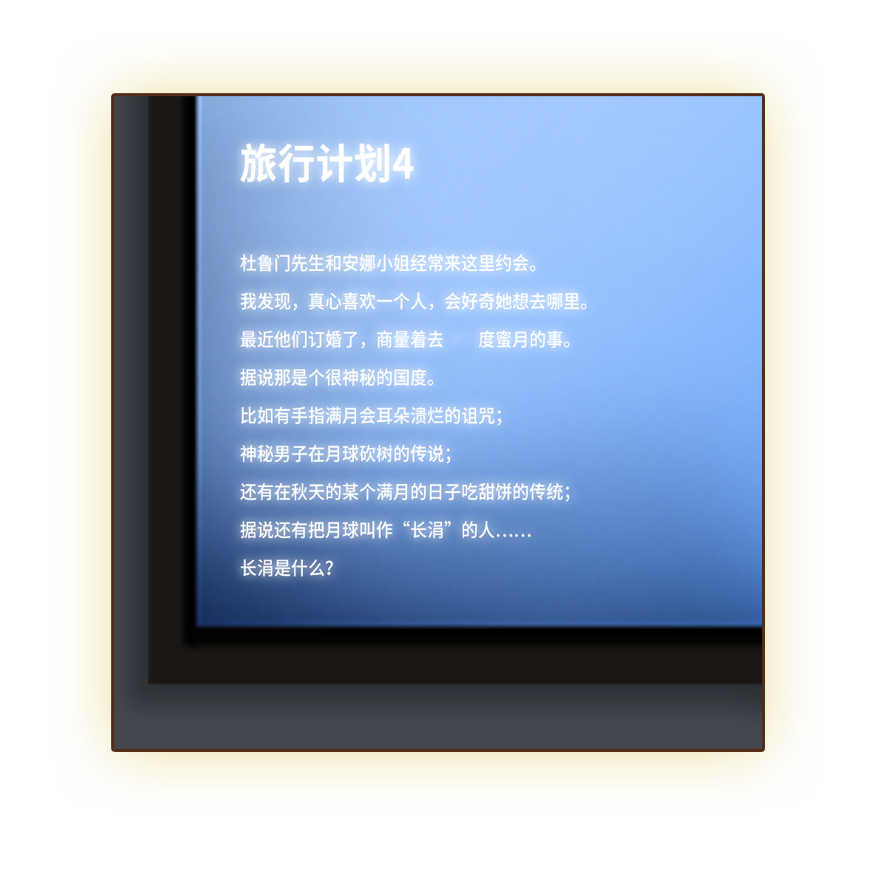 旅行计划4
杜鲁门先生和安娜小姐经常来这里约会。
我发现，真心喜欢一个人，会好奇她想去哪里。
最近他们订婚了，商量着去　　度蜜月的事。
据说那是个很神秘的国度。
比如有手指满月会耳朵溃烂的诅咒；
神秘男子在月球砍树的传说；
还有在秋天的某个满月的日子吃甜饼的传统；
据说还有把月球叫作“长涓”的人……
长涓是什么？